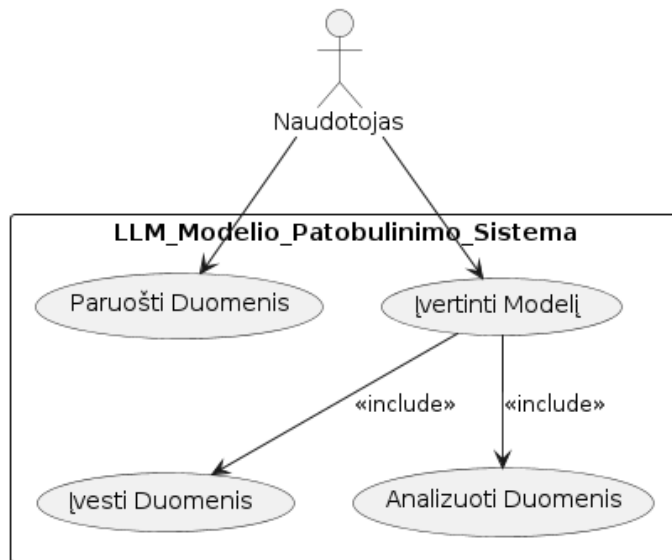 Naudotojas
LLM_Modelio_Patobulinimo_Sistema
Paruošti Duomenis
Įvertinti Modelį
«include»
«include»
Įvesti Duomenis
Analizuoti Duomenis